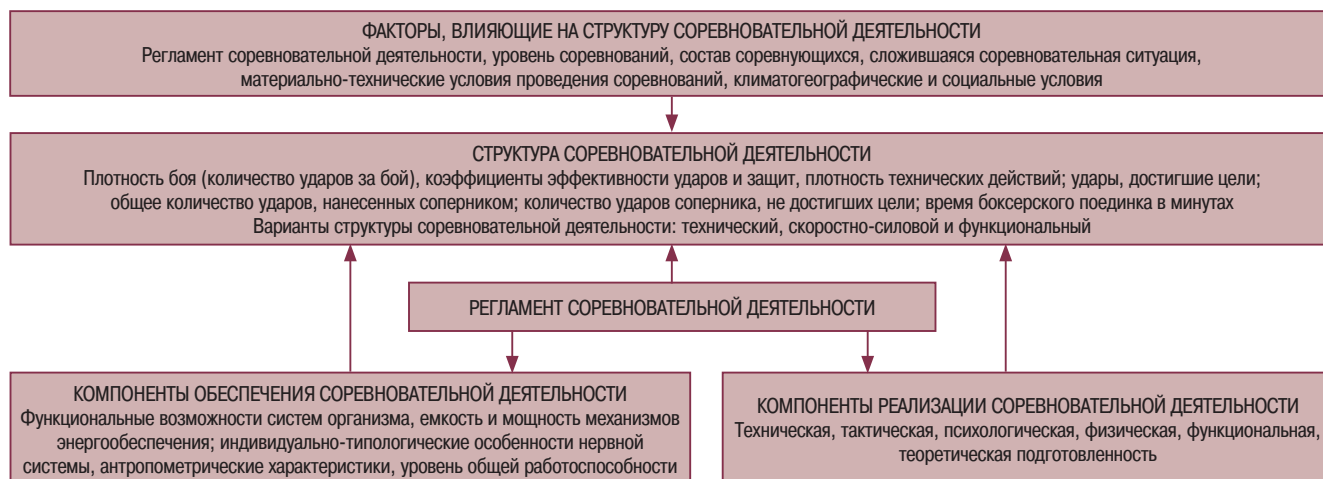 ФАКТОРЫ, ВЛИЯЮЩИЕ НА СТРУКТУРУ СОРЕВНОВАТЕЛЬНОЙ ДЕЯТЕЛЬНОСТИ
Регламент соревновательной деятельности, уровень соревнований, состав соревнующихся, сложившаяся соревновательная ситуация,
материально-технические условия проведения соревнований, климатогеографические и социальные условия
СТРУКТУРА СОРЕВНОВАТЕЛЬНОЙ ДЕЯТЕЛЬНОСТИ
Плотность боя (количество ударов за бой), коэффициенты эффективности ударов и защит, плотность технических действий; удары, достигшие цели;
общее количество ударов, нанесенных соперником; количество ударов соперника, не достигших цели; время боксерского поединка в минутах
Варианты структуры соревновательной деятельности: технический, скоростно-силовой и функциональный
РЕГЛАМЕНТ СОРЕВНОВАТЕЛЬНОЙ ДЕЯТЕЛЬНОСТИ
КОМПОНЕНТЫ ОБЕСПЕЧЕНИЯ СОРЕВНОВАТЕЛЬНОЙ ДЕЯТЕЛЬНОСТИ
Функциональные возможности систем организма, емкость и мощность механизмов
энергообеспечения; индивидуально-типологические особенности нервной
системы, антропометрические характеристики, уровень общей работоспособности
КОМПОНЕНТЫ РЕАЛИЗАЦИИ СОРЕВНОВАТЕЛЬНОЙ ДЕЯТЕЛЬНОСТИ
Техническая, тактическая, психологическая, физическая, функциональная,
теоретическая подготовленность